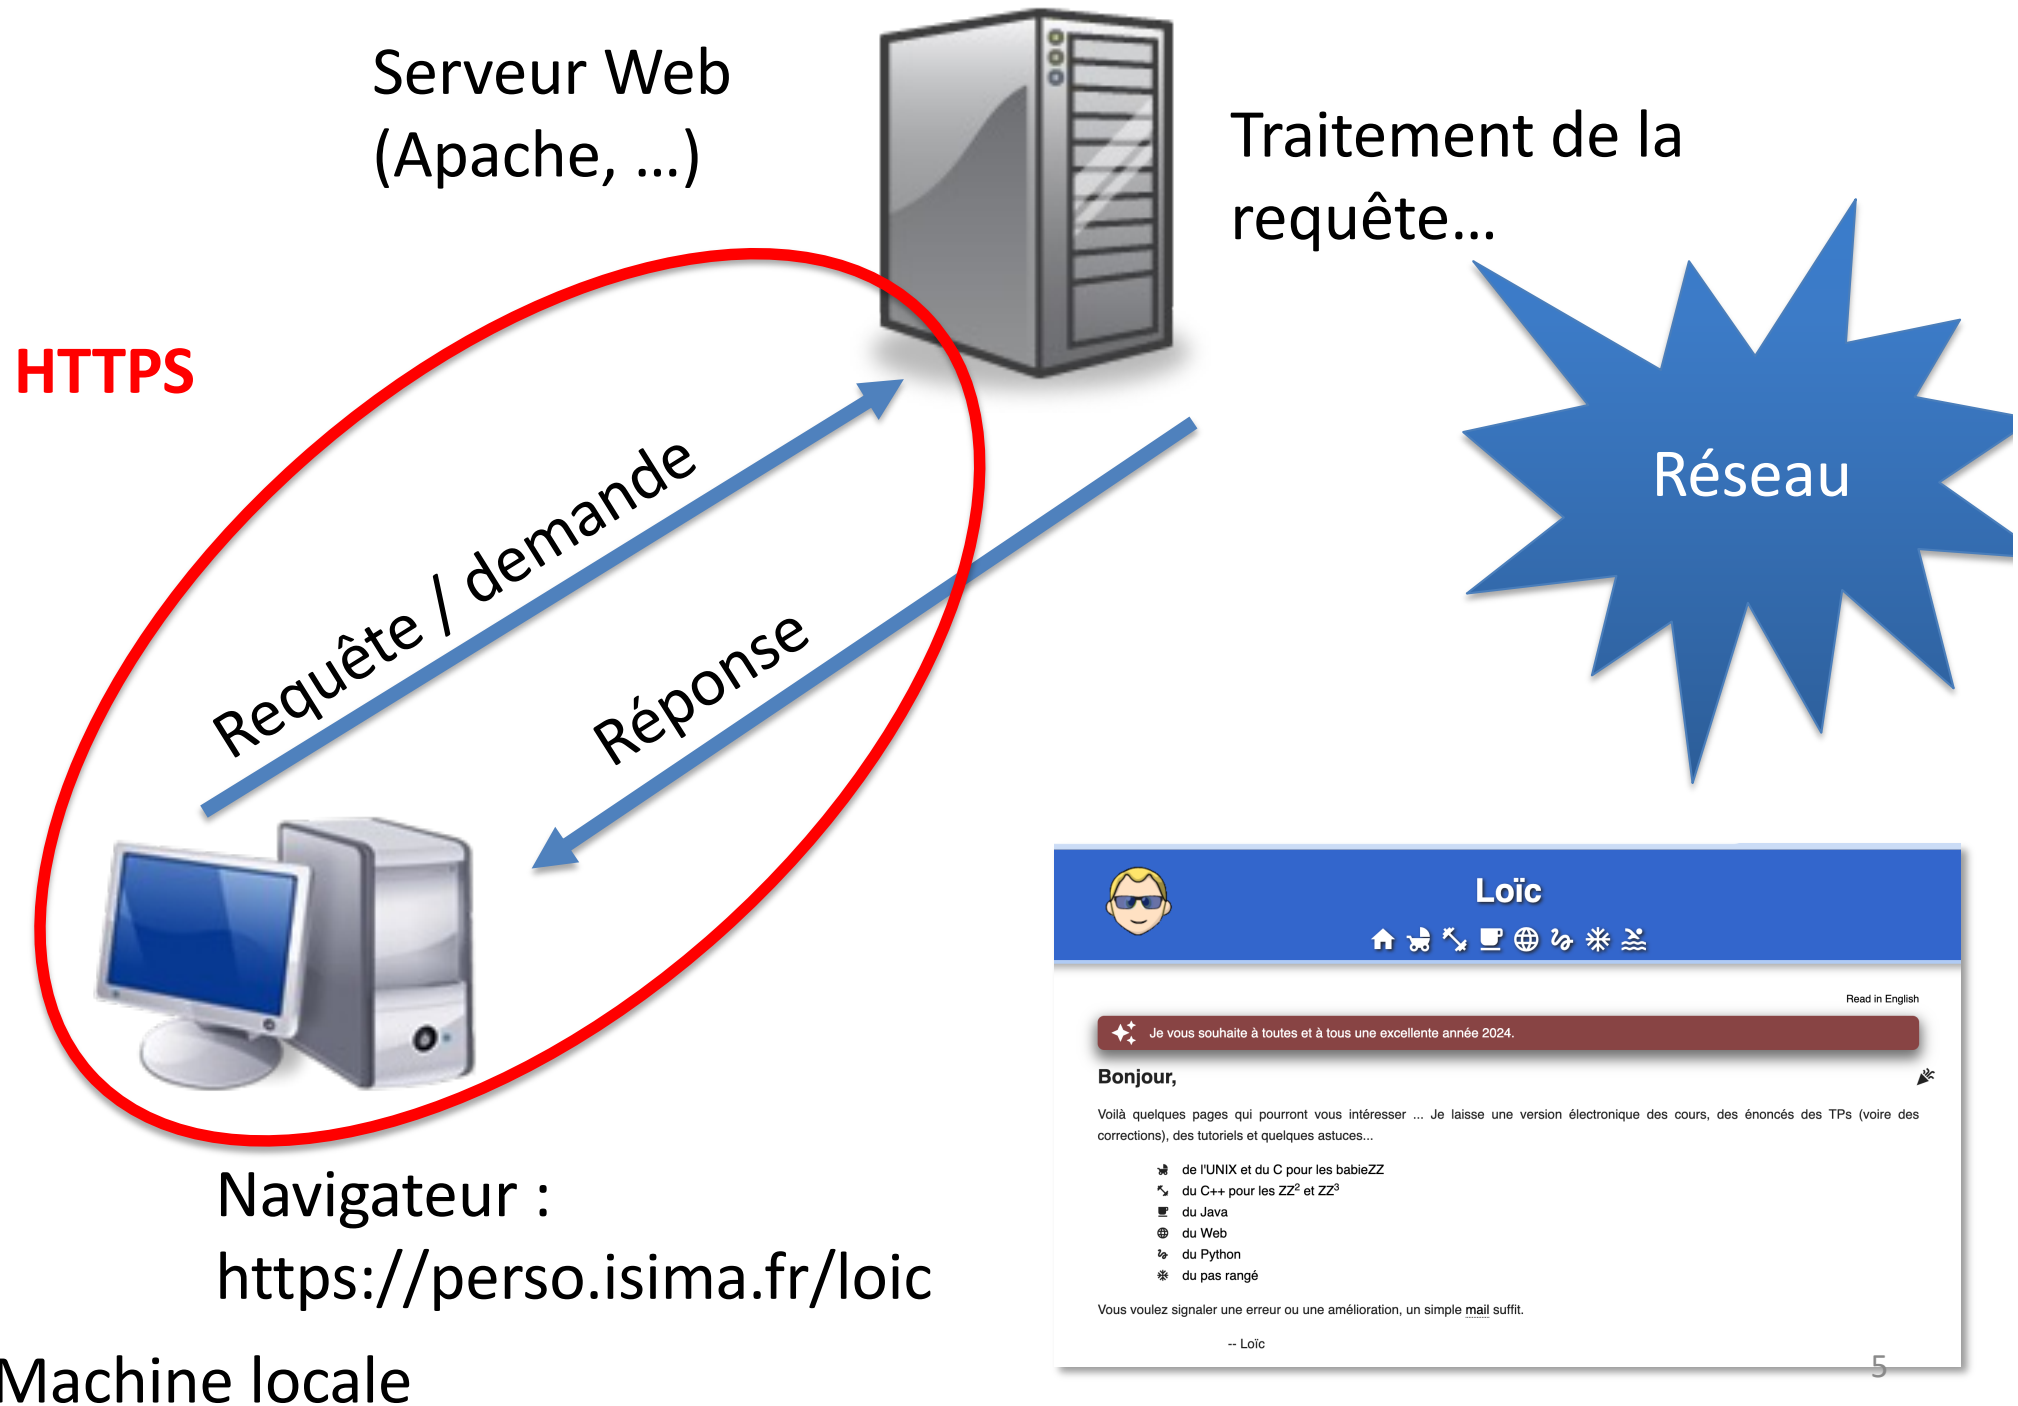 Serveur Web
(Apache, ...)
Traitement de la
requête...
HTTPS
Réseau
Requête / demande
Réponse
Navigateur :
https://perso.isima.fr/loic
Machine locale
Loïc
Read in English
Je vous souhaite à toutes et à tous une excellente année 2024.
Bonjour,
Voilà quelques pages qui pourront vous intéresser ... Je laisse une version électronique des cours, des énoncés des TPs (voire des
corrections), des tutoriels et quelques astuces...
de l'UNIX et du C pour les babieZZ
du C++ pour les ZZ² et ZZ³
du Java
du Web
du Python
du pas rangé
Vous voulez signaler une erreur ou une amélioration, un simple mail suffit.
-- Loïc
5